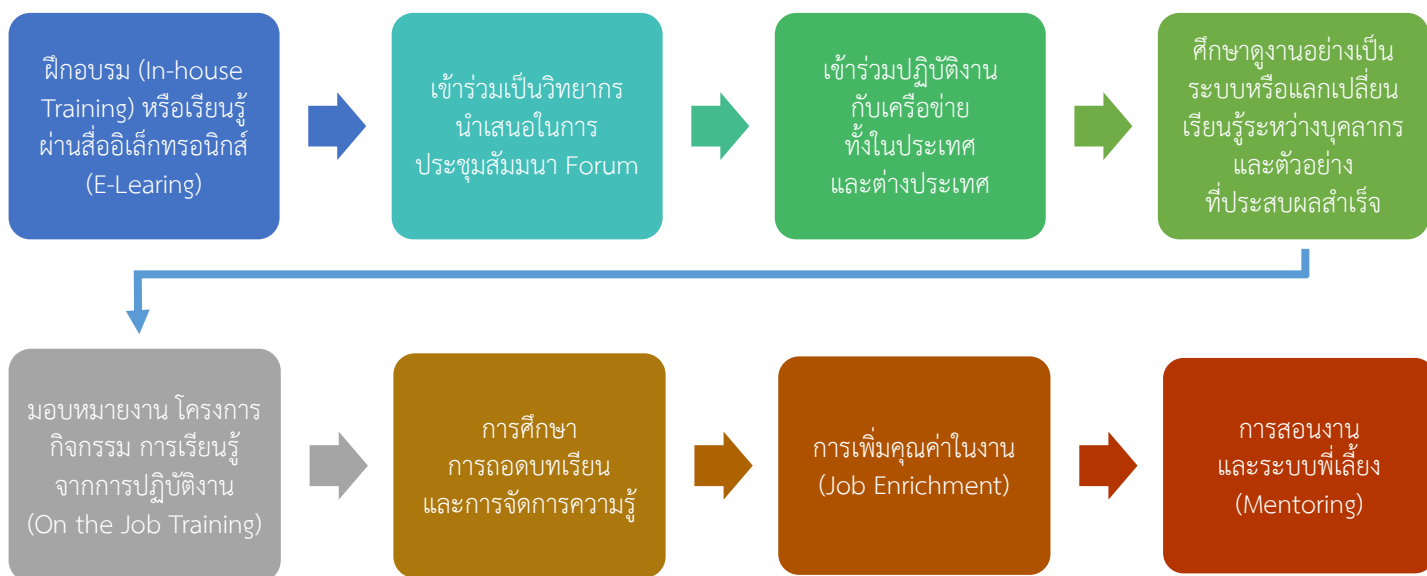 ฝึกอบรม (In-house
Training) หรือเรียนรู้
ผ่านสื่ออิเล็กทรอนิกส์
(E-Learing)
เข้าร่วมเป็นวิทยากร
นำเสนอในการ
ประชุมสัมมนา Forum
เข้าร่วมปฏิบัติงาน
กับเครือข่าย
ทั้งในประเทศ
และต่างประเทศ
ศึกษาดูงานอย่างเป็น
ระบบหรือแลกเปลี่ยน
เรียนรู้ระหว่างบุคลากร
และตัวอย่าง
ที่ประสบผลสำเร็จ
มอบหมายงาน โครงการ
กิจกรรม การเรียนรู้
จากการปฏิบัติงาน
(On the Job Training)
การศึกษา
การถอดบทเรียน
และการจัดการความรู้
การเพิ่มคุณค่าในงาน
(Job Enrichment)
การสอนงาน
และระบบพี่เลี้ยง
(Mentoring)